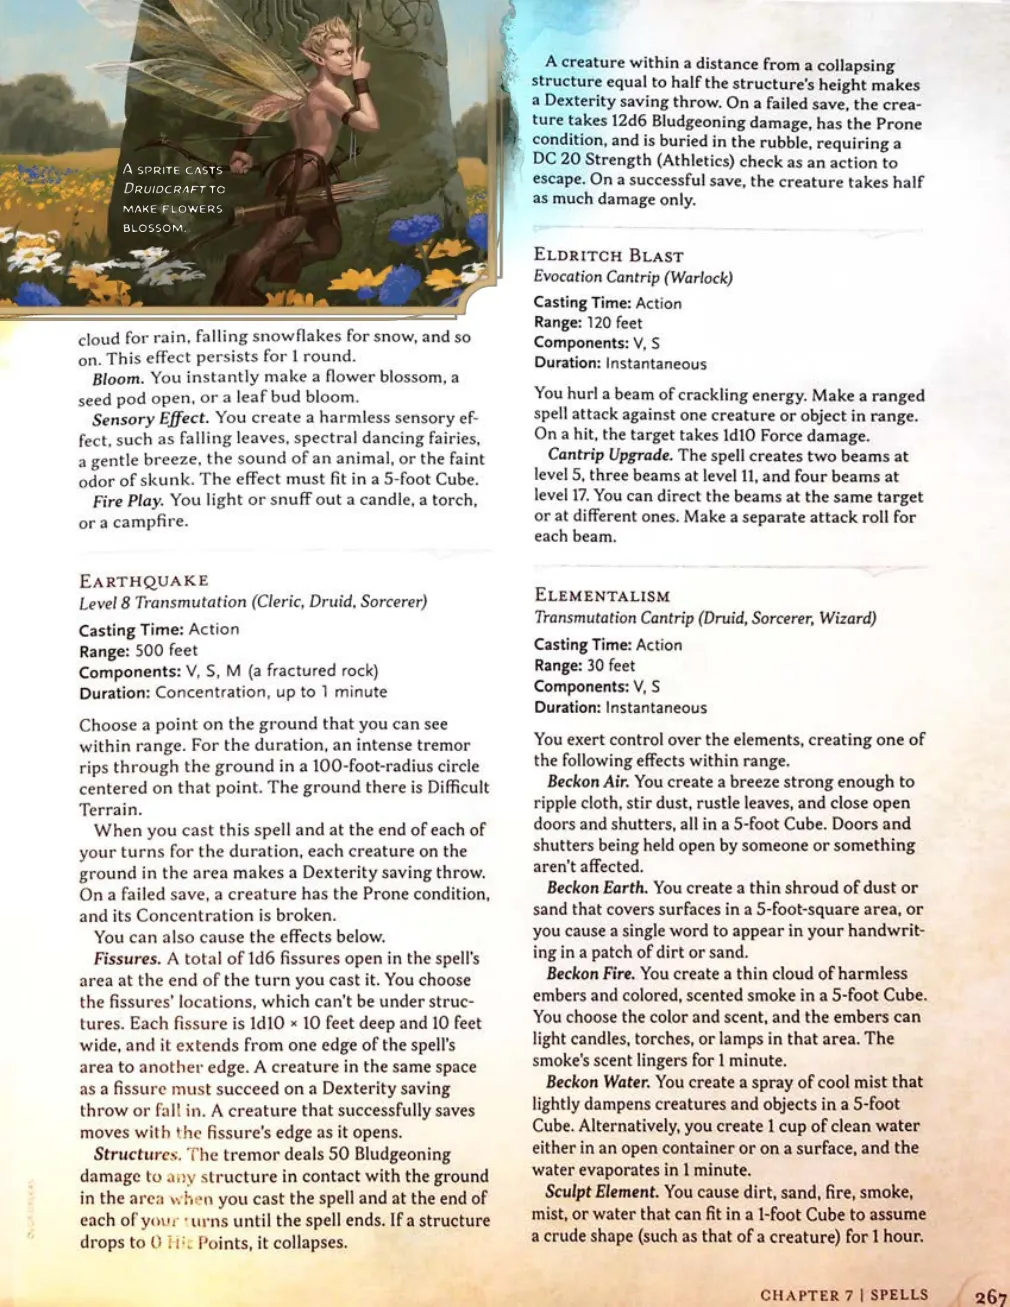 A sprite casts
Druidcraft to
make flowers
blossom.
cloud for rain, falling snowflakes for snow, and so
on. This effect persists for 1 round.
Bloom. You instantly make a flower blossom, a
seed pod open, or a leaf bud bloom.
Sensory Effect. You create a harmless sensory ef-
fect, such as falling leaves, spectral dancing fairies,
a gentle breeze, the sound of an animal, or the faint
odor of skunk. The effect must fit in a 5-foot Cube.
Fire Play. You light or snuff out a candle, a torch,
or a campfire.
Earthquake
Level 8 Transmutation (Cleric, Druid, Sorcerer)
Casting Time: Action
Range: 500 feet
Components: V, S, M (a fractured rock)
Duration: Concentration, up to 1 minute
Choose a point on the ground that you can see
within range. For the duration, an intense tremor
rips through the ground in a 100-foot-radius circle
centered on that point. The ground there is Difficult
Terrain.
When you cast this spell and at the end of each of
your turns for the duration, each creature on the
ground in the area makes a Dexterity saving throw.
On a failed save, a creature has the Prone condition,
and its Concentration is broken.
You can also cause the effects below.
Fissures. A total of 1d6 fissures open in the spell's
area at the end of the turn you cast it. You choose
the fissures' locations, which can't be under struc-
tures. Each fissure is 1d10 × 10 feet deep and 10 feet
wide, and it extends from one edge of the spell's
area to another edge. A creature in the same space
as a fissure must succeed on a Dexterity saving
throw or fall in. A creature that successfully saves
moves with the fissure's edge as it opens.
Structures. The tremor deals 50 Bludgeoning
damage to any structure in contact with the ground
in the area when you cast the spell and at the end of
each of your turns until the spell ends. If a structure
drops to 0 Hit Points, it collapses.
A creature within a distance from a collapsing
structure equal to half the structure's height makes
a Dexterity saving throw. On a failed save, the crea-
ture takes 12d6 Bludgeoning damage, has the Prone
condition, and is buried in the rubble, requiring a
DC 20 Strength (Athletics) check as an action to
escape. On a successful save, the creature takes half
as much damage only.
Eldritch Blast
Evocation Cantrip (Warlock)
Casting Time: Action
Range: 120 feet
Components: V, S
Duration: Instantaneous
You hurl a beam of crackling energy. Make a ranged
spell attack against one creature or object in range.
On a hit, the target takes 1d10 Force damage.
Cantrip Upgrade. The spell creates two beams at
level 5, three beams at level 11, and four beams at
level 17. You can direct the beams at the same target
or at different ones. Make a separate attack roll for
each beam.
Elementalism
Transmutation Cantrip (Druid, Sorcerer, Wizard)
Casting Time: Action
Range: 30 feet
Components: V, S
Duration: Instantaneous
You exert control over the elements, creating one of
the following effects within range.
Beckon Air. You create a breeze strong enough to
ripple cloth, stir dust, rustle leaves, and close open
doors and shutters, all in a 5-foot Cube. Doors and
shutters being held open by someone or something
aren't affected.
Beckon Earth. You create a thin shroud of dust or
sand that covers surfaces in a 5-foot-square area, or
you cause a single word to appear in your handwrit-
ing in a patch of dirt or sand.
Beckon Fire. You create a thin cloud of harmless
embers and colored, scented smoke in a 5-foot Cube.
You choose the color and scent, and the embers can
light candles, torches, or lamps in that area. The
smoke's scent lingers for 1 minute.
Beckon Water. You create a spray of cool mist that
lightly dampens creatures and objects in a 5-foot
Cube. Alternatively, you create 1 cup of clean water
either in an open container or on a surface, and the
water evaporates in 1 minute.
Sculpt Element. You cause dirt, sand, fire, smoke,
mist, or water that can fit in a 1-foot Cube to assume
a crude shape (such as that of a creature) for 1 hour.
CHAPTER 7 | SPELLS 267